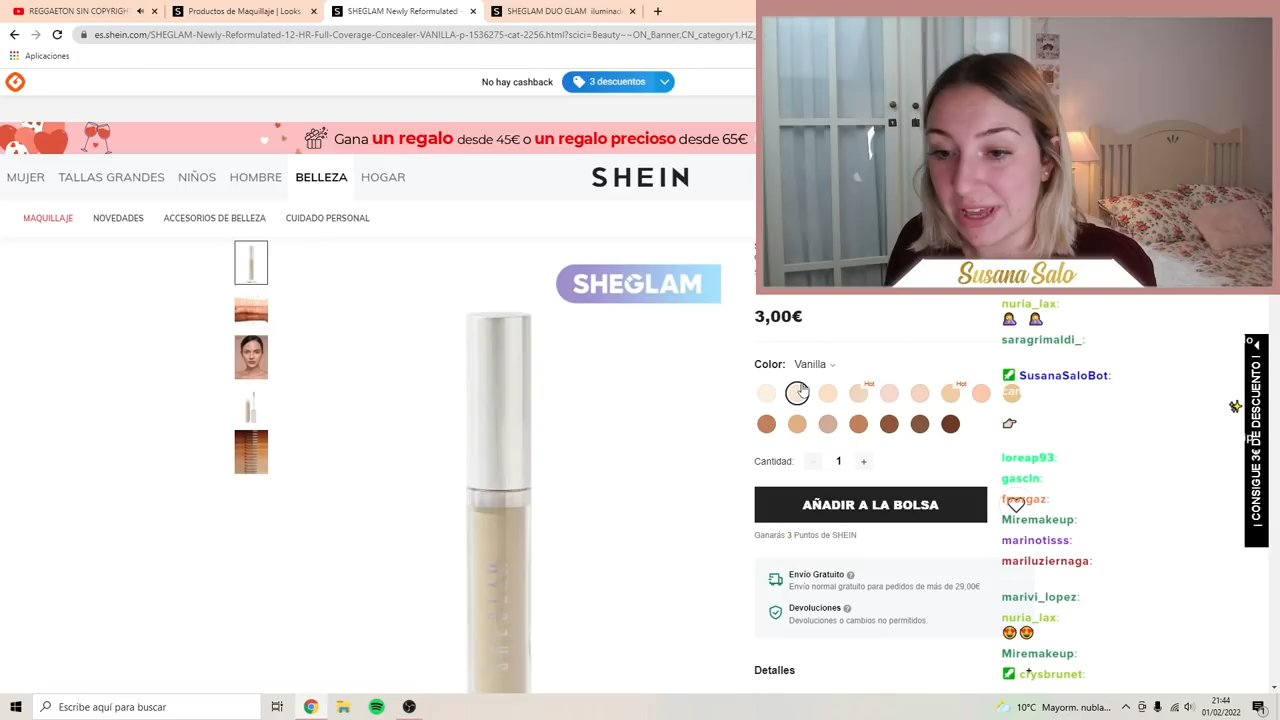 REGGAETON SIN C
SHEGLAM Maquillaje | Looks
SHEGLAM Newly Reformulated -
SHEGLAM DUO GLAM iluminado
es.shein.com/SHEGLAM-Newly-Reformulated-12-HR-Full-Coverage-Concealer-VANILLA-p-1536275-cat-2256.html?scici=Beauty~~ON_Banner,CN_category1,HZ_
Aplicaciones
No hay cashback
3 descuentos
Gana un regalo desde 45€ o un regalo precioso desde 65€
MUJER TALLAS GRANDES NIÑOS HOMBRE BELLEZA HOGAR
SHEIN
MAQUILLAJE NOVEDADES ACCESORIOS DE BELLEZA CUIDADO PERSONAL
SHEGLAM
Susana Salo
3,00€
Color: Vanilla
Hot
Hot
Cantidad: - 1 +
AÑADIR A LA BOLSA
Ganarás 3 Puntos de SHEIN
Envío Gratuito
Envío normal gratuito para pedidos de más de 29,00€
Devoluciones
Devoluciones o cambios no permitidos.
Detalles
nuria_lax:
saragrimaldi_:
SusanaSaloBot:
loreap93:
gascln:
Miremakeup:
marinotisss:
mariluziernaga:
marivi_lopez:
nuria_lax:
Miremakeup:
crysbrunet:
¡ CONSIGUE 3€ DE DESCUENTO !
Escribe aquí para buscar
10°C Mayorm. nubla...
21:44
01/02/2022